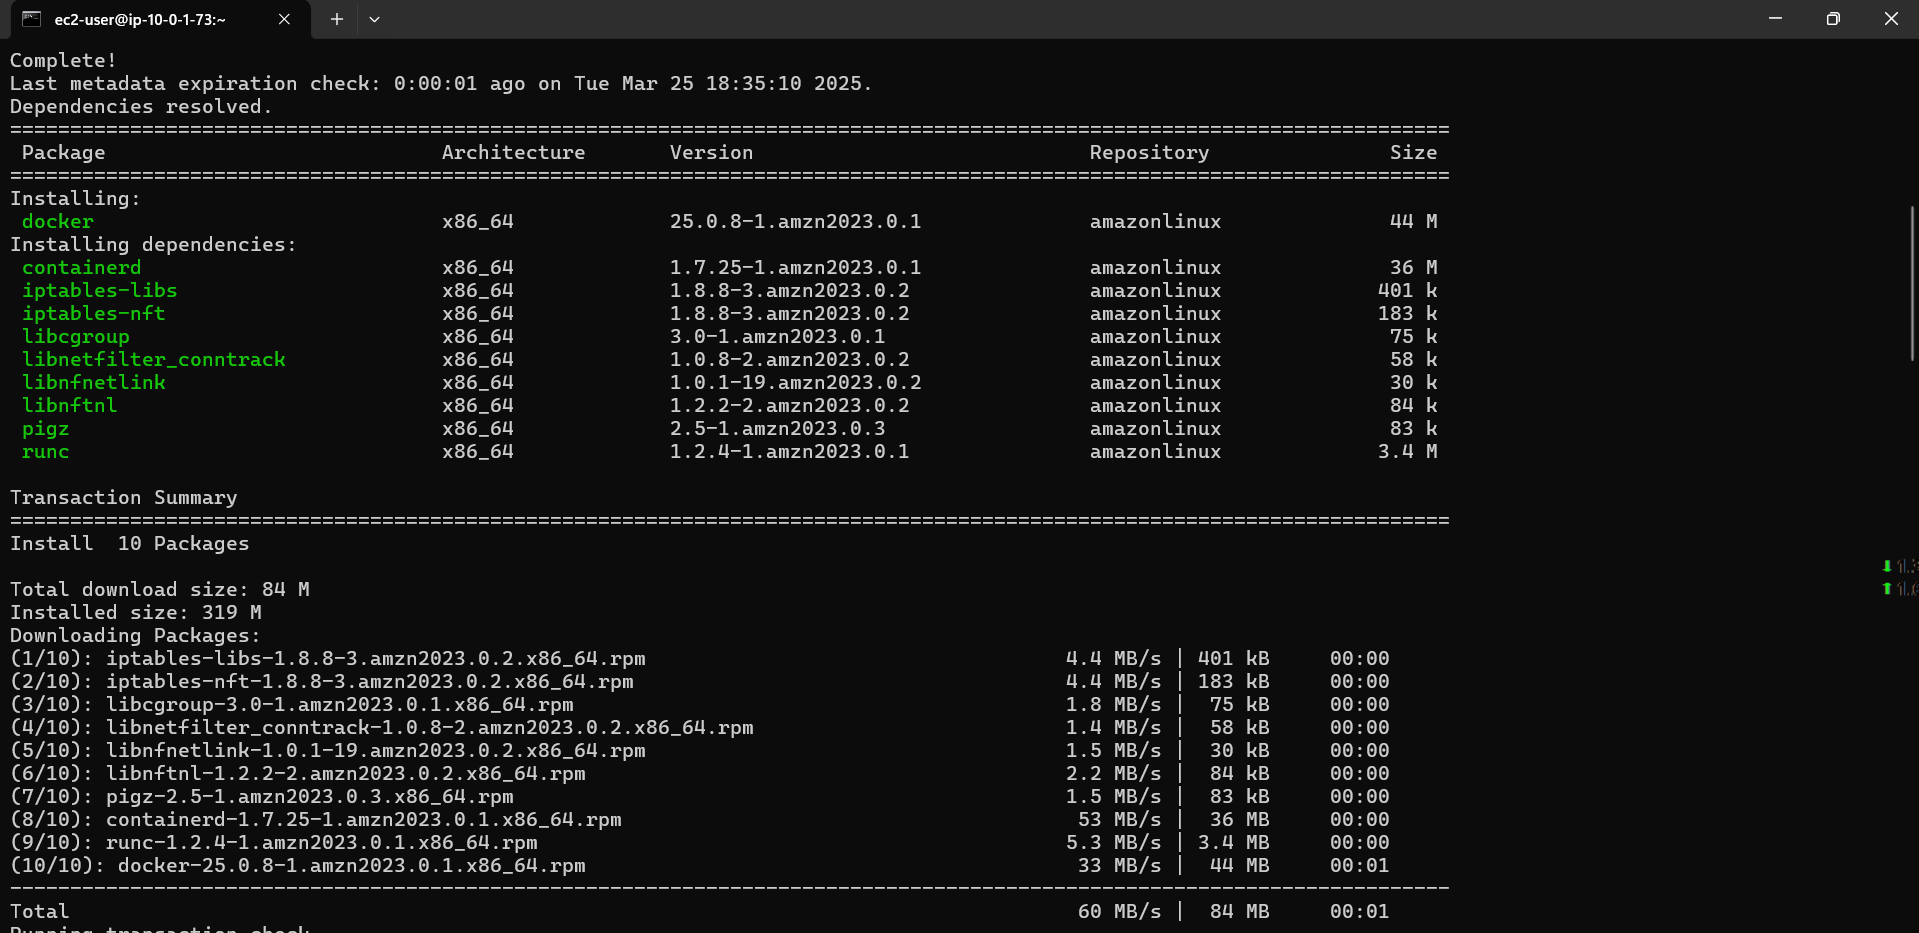 ec2-user@ip-10-0-1-73:~
Complete!
Last metadata expiration check: 0:00:01 ago on Tue Mar 25 18:35:10 2025.
Dependencies resolved.
========================================================================================================================
Package Architecture Version Repository Size
========================================================================================================================
Installing:
docker x86_64 25.0.8-1.amzn2023.0.1 amazonlinux 44 M
Installing dependencies:
containerd x86_64 1.7.25-1.amzn2023.0.1 amazonlinux 36 M
iptables-libs x86_64 1.8.8-3.amzn2023.0.2 amazonlinux 401 k
iptables-nft x86_64 1.8.8-3.amzn2023.0.2 amazonlinux 183 k
libcgroup x86_64 3.0-1.amzn2023.0.1 amazonlinux 75 k
libnetfilter_conntrack x86_64 1.0.8-2.amzn2023.0.2 amazonlinux 58 k
libnfnetlink x86_64 1.0.1-19.amzn2023.0.2 amazonlinux 30 k
libnftnl x86_64 1.2.2-2.amzn2023.0.2 amazonlinux 84 k
pigz x86_64 2.5-1.amzn2023.0.3 amazonlinux 83 k
runc x86_64 1.2.4-1.amzn2023.0.1 amazonlinux 3.4 M
Transaction Summary
========================================================================================================================
Install 10 Packages
Total download size: 84 M
Installed size: 319 M
Downloading Packages:
(1/10): iptables-libs-1.8.8-3.amzn2023.0.2.x86_64.rpm 4.4 MB/s | 401 kB 00:00
(2/10): iptables-nft-1.8.8-3.amzn2023.0.2.x86_64.rpm 4.4 MB/s | 183 kB 00:00
(3/10): libcgroup-3.0-1.amzn2023.0.1.x86_64.rpm 1.8 MB/s | 75 kB 00:00
(4/10): libnetfilter_conntrack-1.0.8-2.amzn2023.0.2.x86_64.rpm 1.4 MB/s | 58 kB 00:00
(5/10): libnfnetlink-1.0.1-19.amzn2023.0.2.x86_64.rpm 1.5 MB/s | 30 kB 00:00
(6/10): libnftnl-1.2.2-2.amzn2023.0.2.x86_64.rpm 2.2 MB/s | 84 kB 00:00
(7/10): pigz-2.5-1.amzn2023.0.3.x86_64.rpm 1.5 MB/s | 83 kB 00:00
(8/10): containerd-1.7.25-1.amzn2023.0.1.x86_64.rpm 53 MB/s | 36 MB 00:00
(9/10): runc-1.2.4-1.amzn2023.0.1.x86_64.rpm 5.3 MB/s | 3.4 MB 00:00
(10/10): docker-25.0.8-1.amzn2023.0.1.x86_64.rpm 33 MB/s | 44 MB 00:01
------------------------------------------------------------------------------------------------------------------------
Total 60 MB/s | 84 MB 00:01
Running transaction check